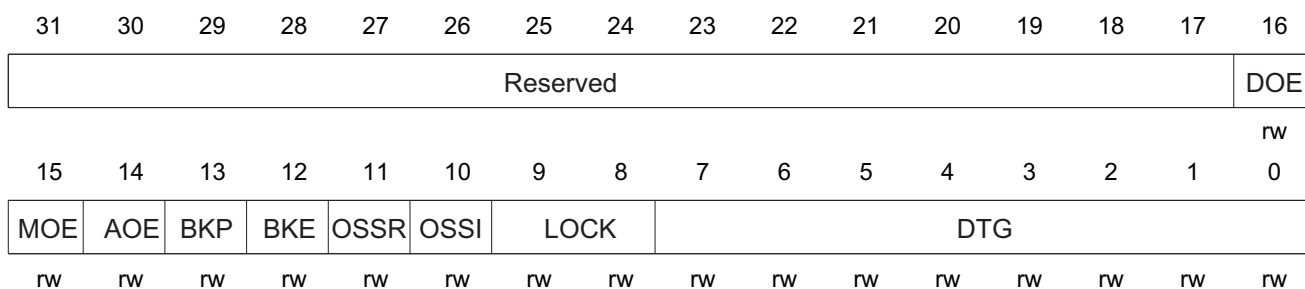 31 30 29 28 27 26 25 24 23 22 21 20 19 18 17 16
Reserved DOE
rw
15 14 13 12 11 10 9 8 7 6 5 4 3 2 1 0
MOE AOE BKP BKE OSSR OSSI LOCK DTG
rw rw rw rw rw rw rw rw rw rw rw rw rw rw rw rw